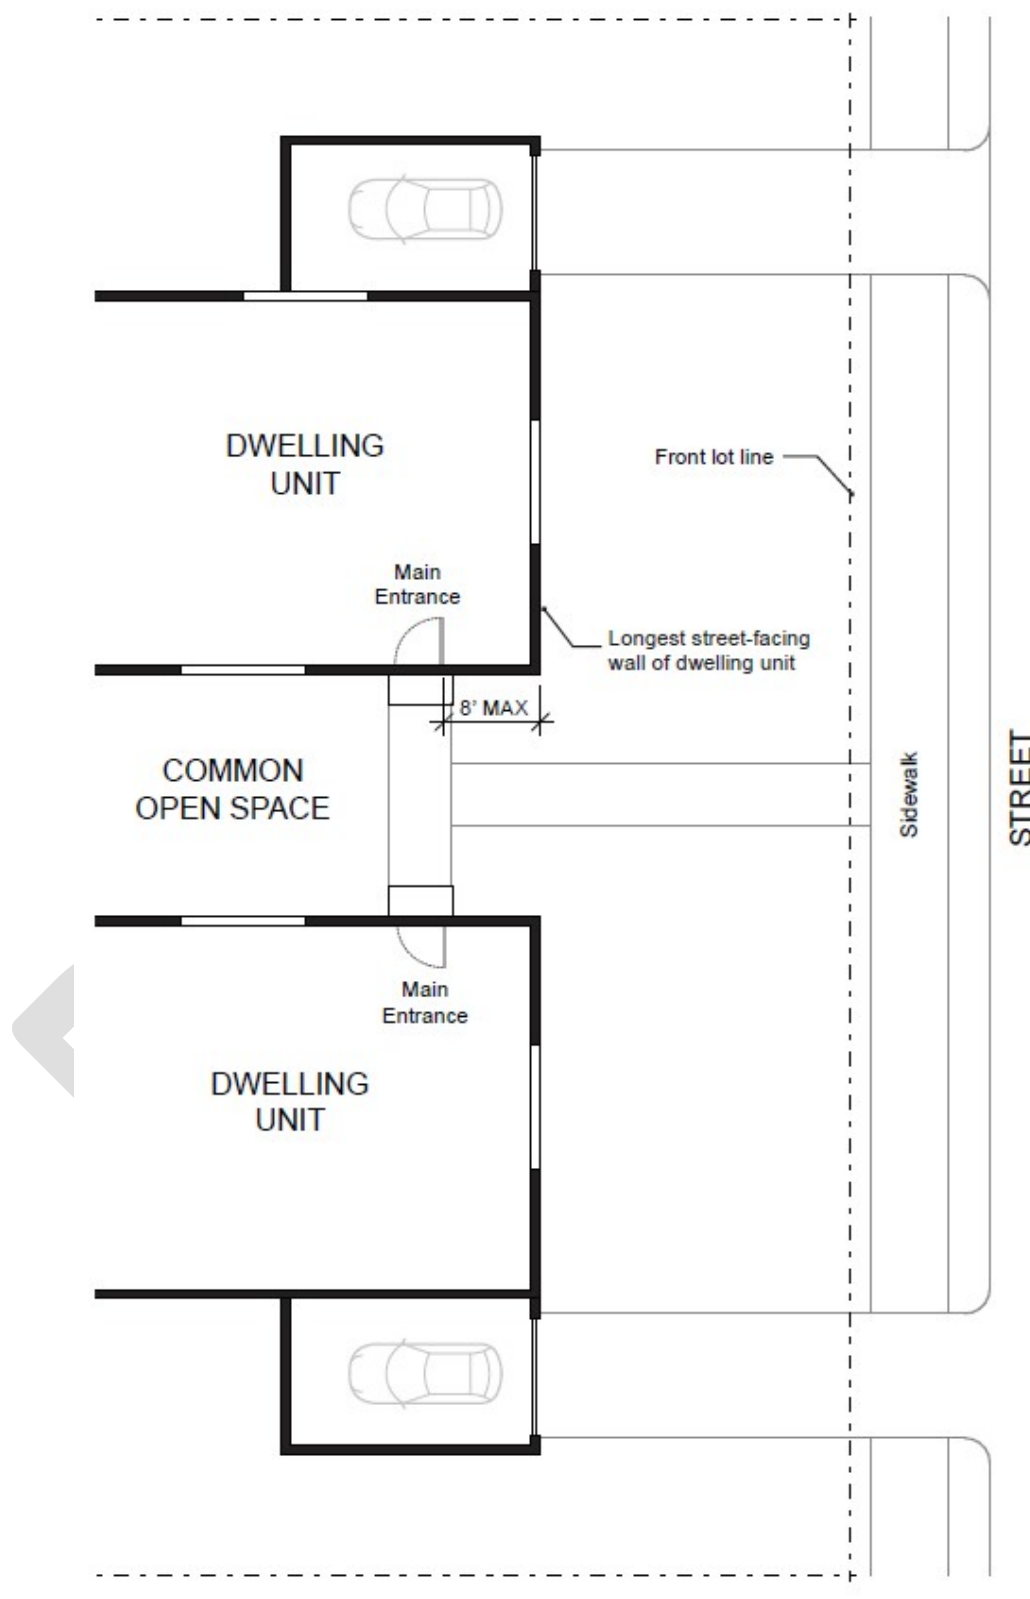 DWELLING
UNIT
Front lot line
Main
Entrance
Longest street-facing
wall of dwelling unit
8' MAX
COMMON
OPEN SPACE
Sidewalk
STREET
Main
Entrance
DWELLING
UNIT